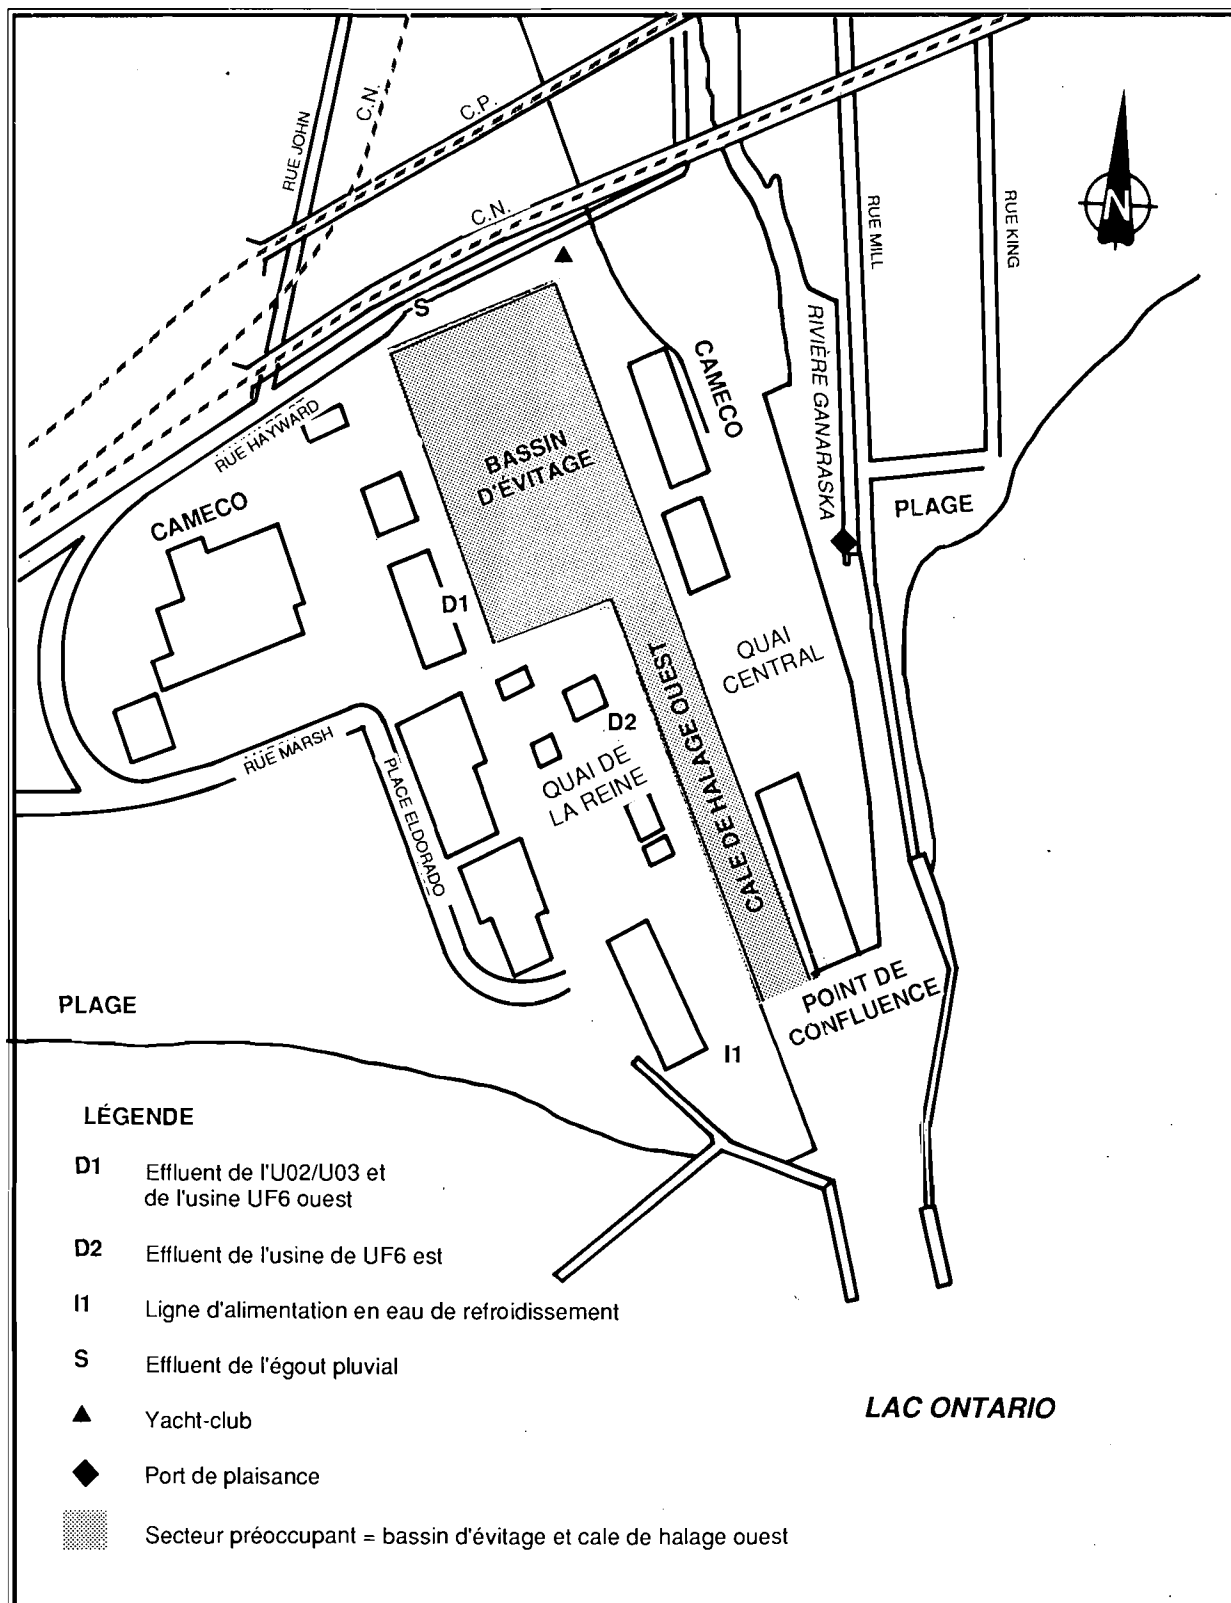 C.N.
C.P.
RUE JOHN
C.N.
N
RUE MILL
RUE KING
S
CAMECO
RIVIÈRE GANARASKA
RUE HAYWARD
BASSIN
D'ÉVITAGE
CAMECO
PLAGE
D1
QUAI
CENTRAL
CALE DE HALAGE OUEST
D2
RUE MARSH
PLACE ELDORADO
QUAI DE
LA REINE
PLAGE
POINT DE
CONFLUENCE
I1
LÉGENDE
D1 Effluent de l'U02/U03 et
de l'usine UF6 ouest
D2 Effluent de l'usine de UF6 est
I1 Ligne d'alimentation en eau de refroidissement
S Effluent de l'égout pluvial
Yacht-club
Port de plaisance
Secteur préoccupant = bassin d'évitage et cale de halage ouest
LAC ONTARIO